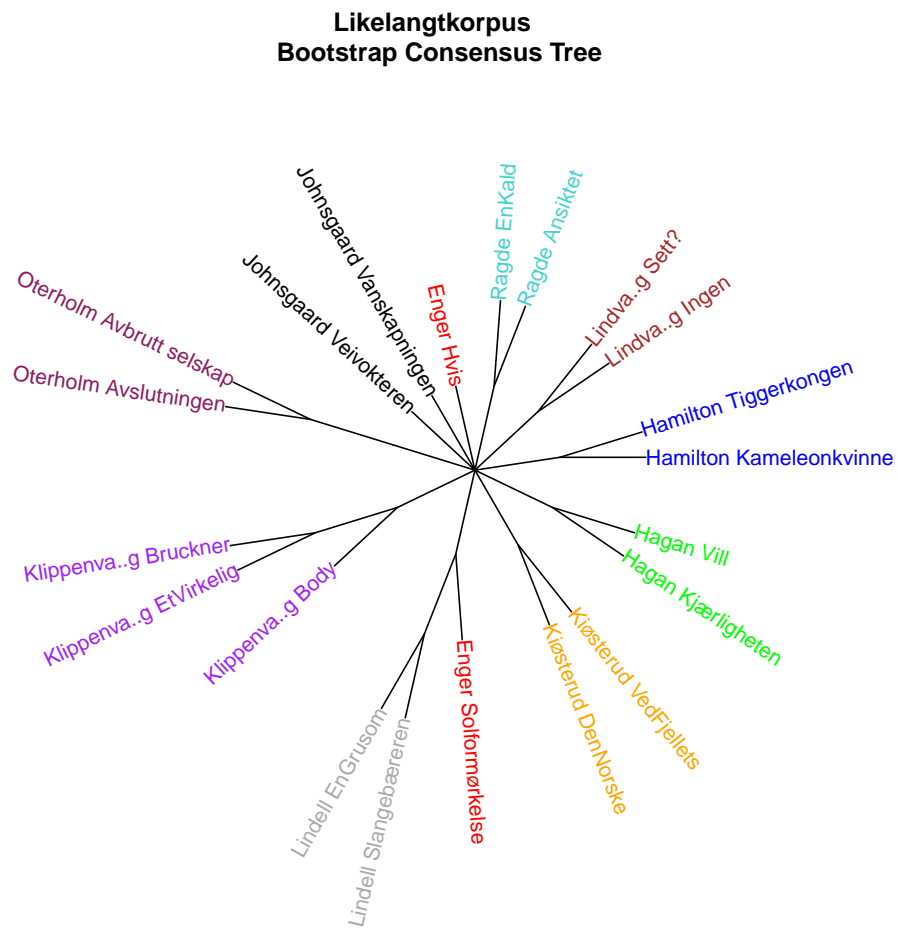 Likelangtkorpus
Bootstrap Consensus Tree
Ragde EnKald
Ragde Ansiktet
Johnsgaard Vanskapningen
Johnsgaard Veivokteren
Enger Hvis
Lindva..g Sett?
Lindva..g Ingen
Oterholm Avbrutt selskap
Oterholm Avslutningen
Hamilton Tiggerkongen
Hamilton Kameleonkvinne
Klippenva..g Bruckner
Klippenva..g EtVirkelig
Klippenva..g Body
Hagan Vill
Hagan Kjærligheten
Kiøsterud VedFjellets
Kiøsterud DenNorske
Enger Solformørkelse
Lindell EnGrusom
Lindell Slangebæreren